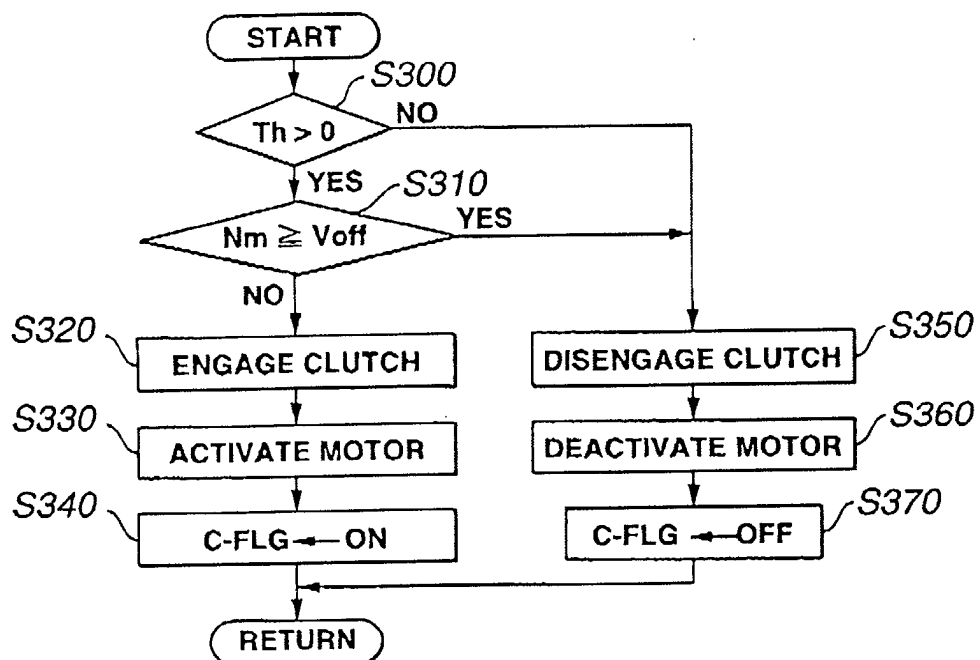 START
S300
Th > 0
NO
YES
S310
Nm ≧ Voff
YES
NO
S320
ENGAGE CLUTCH
S350
DISENGAGE CLUTCH
S330
ACTIVATE MOTOR
S360
DEACTIVATE MOTOR
S340
C-FLG ← ON
S370
C-FLG ← OFF
RETURN